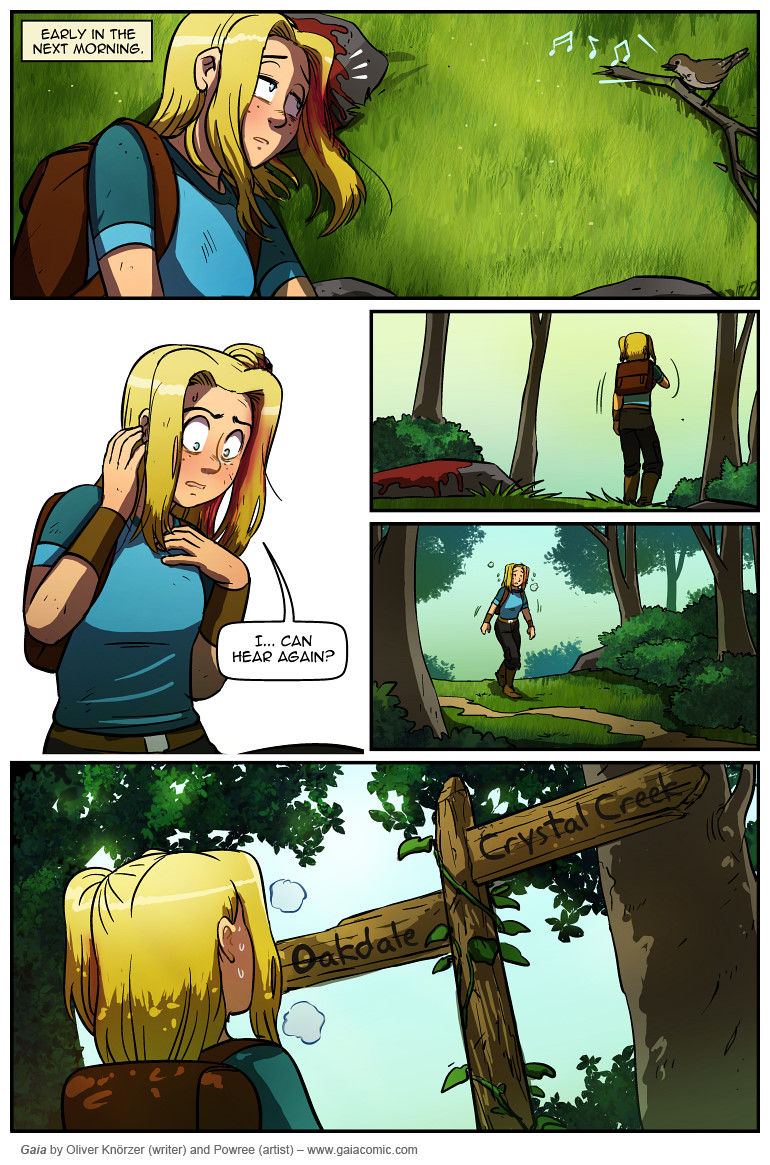 EARLY IN THE
NEXT MORNING.
I... CAN
HEAR AGAIN?
Crystal Creek
Oakdale
Gaia by Oliver Knörzer (writer) and Powree (artist) – www.gaiacomic.com